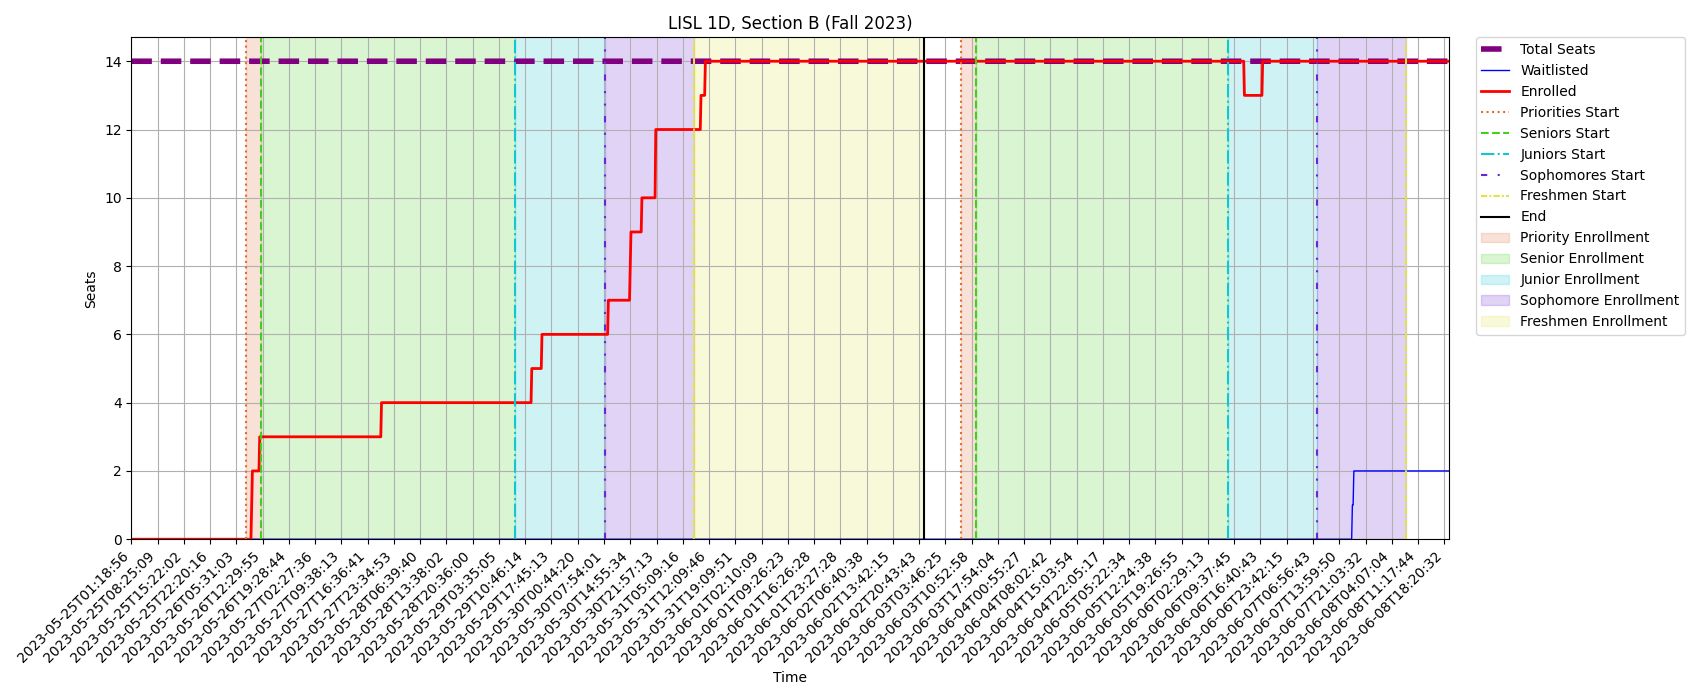 LISL 1D, Section B (Fall 2023)
Seats
14
12
10
8
6
4
2
0
2023-05-25T01:18:56
2023-05-25T08:25:09
2023-05-25T15:22:02
2023-05-25T22:20:16
2023-05-26T05:31:03
2023-05-26T12:29:55
2023-05-26T19:28:44
2023-05-27T02:27:36
2023-05-27T09:38:13
2023-05-27T16:36:41
2023-05-27T23:34:53
2023-05-28T06:39:40
2023-05-28T13:38:02
2023-05-28T20:36:00
2023-05-29T03:35:05
2023-05-29T10:46:14
2023-05-29T17:45:13
2023-05-30T00:44:20
2023-05-30T07:54:01
2023-05-30T14:55:34
2023-05-30T21:57:13
2023-05-31T05:09:16
2023-05-31T12:09:46
2023-05-31T19:09:51
2023-06-01T02:10:09
2023-06-01T09:26:23
2023-06-01T16:26:28
2023-06-01T23:27:28
2023-06-02T06:40:38
2023-06-02T13:42:15
2023-06-02T20:43:43
2023-06-03T03:46:25
2023-06-03T10:52:58
2023-06-03T17:54:04
2023-06-04T00:55:27
2023-06-04T08:02:42
2023-06-04T15:03:54
2023-06-04T22:05:17
2023-06-05T05:22:34
2023-06-05T12:24:38
2023-06-05T19:26:55
2023-06-06T02:29:13
2023-06-06T09:37:45
2023-06-06T16:40:43
2023-06-06T23:42:15
2023-06-07T06:56:43
2023-06-07T13:59:50
2023-06-07T21:03:32
2023-06-08T04:07:04
2023-06-08T11:17:44
2023-06-08T18:20:32
Time
Total Seats
Waitlisted
Enrolled
Priorities Start
Seniors Start
Juniors Start
Sophomores Start
Freshmen Start
End
Priority Enrollment
Senior Enrollment
Junior Enrollment
Sophomore Enrollment
Freshmen Enrollment